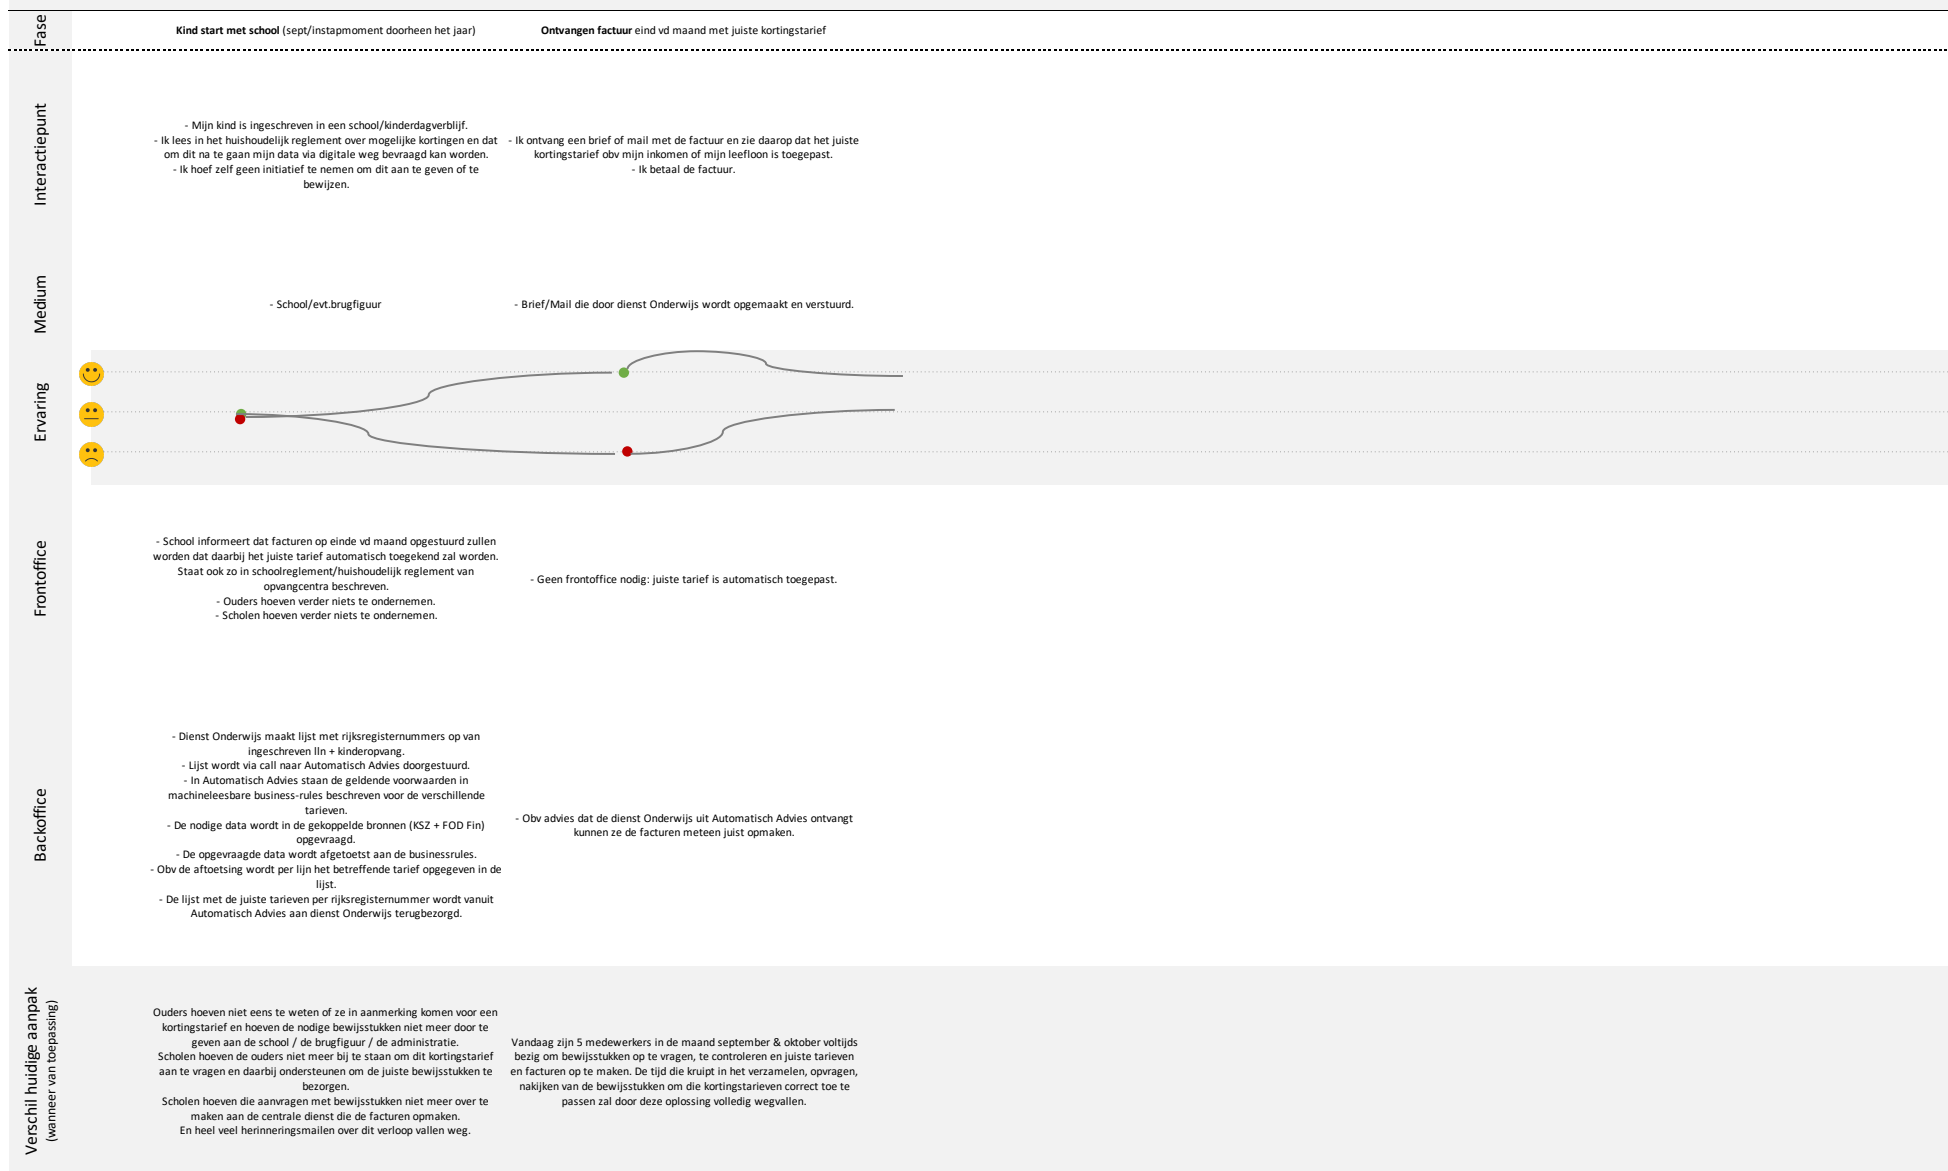 Fase
Kind start met school (sept/instapmoment doorheen het jaar)
Ontvangen factuur eind vd maand met juiste kortingstarief
Interactiepunt
- Mijn kind is ingeschreven in een school/kinderdagverblijf.
- Ik lees in het huishoudelijk reglement over mogelijke kortingen en dat
om dit na te gaan mijn data via digitale weg bevraagd kan worden.
- Ik hoef zelf geen initiatief te nemen om dit aan te geven of te
bewijzen.
- Ik ontvang een brief of mail met de factuur en zie daarop dat het juiste
kortingstarief obv mijn inkomen of mijn leefloon is toegepast.
- Ik betaal de factuur.
Medium
- School/evt.brugfiguur
- Brief/Mail die door dienst Onderwijs wordt opgemaakt en verstuurd.
Ervaring
Frontoffice
- School informeert dat facturen op einde vd maand opgestuurd zullen
worden dat daarbij het juiste tarief automatisch toegekend zal worden.
Staat ook zo in schoolreglement/huishoudelijk reglement van
opvangcentra beschreven.
- Ouders hoeven verder niets te ondernemen.
- Scholen hoeven verder niets te ondernemen.
- Geen frontoffice nodig: juiste tarief is automatisch toegepast.
Backoffice
- Dienst Onderwijs maakt lijst met rijksregisternummers op van
ingeschreven lln + kinderopvang.
- Lijst wordt via call naar Automatisch Advies doorgestuurd.
- In Automatisch Advies staan de geldende voorwaarden in
machineleesbare business-rules beschreven voor de verschillende
tarieven.
- De nodige data wordt in de gekoppelde bronnen (KSZ + FOD Fin)
opgevraagd.
- De opgevraagde data wordt afgetoetst aan de businessrules.
- Obv de aftoetsing wordt per lijn het betreffende tarief opgegeven in de
lijst.
- De lijst met de juiste tarieven per rijksregisternummer wordt vanuit
Automatisch Advies aan dienst Onderwijs terugbezorgd.
- Obv advies dat de dienst Onderwijs uit Automatisch Advies ontvangt
kunnen ze de facturen meteen juist opmaken.
Verschil huidige aanpak
(wanneer van toepassing)
Ouders hoeven niet eens te weten of ze in aanmerking komen voor een
kortingstarief en hoeven de nodige bewijsstukken niet meer door te
geven aan de school / de brugfiguur / de administratie.
Scholen hoeven de ouders niet meer bij te staan om dit kortingstarief
aan te vragen en daarbij ondersteunen om de juiste bewijsstukken te
bezorgen.
Scholen hoeven die aanvragen met bewijsstukken niet meer over te
maken aan de centrale dienst die de facturen opmaken.
En heel veel herinneringsmailen over dit verloop vallen weg.
Vandaag zijn 5 medewerkers in de maand september & oktober voltijds
bezig om bewijsstukken op te vragen, te controleren en juiste tarieven
en facturen op te maken. De tijd die kruipt in het verzamelen, opvragen,
nakijken van de bewijsstukken om die kortingstarieven correct toe te
passen zal door deze oplossing volledig wegvallen.